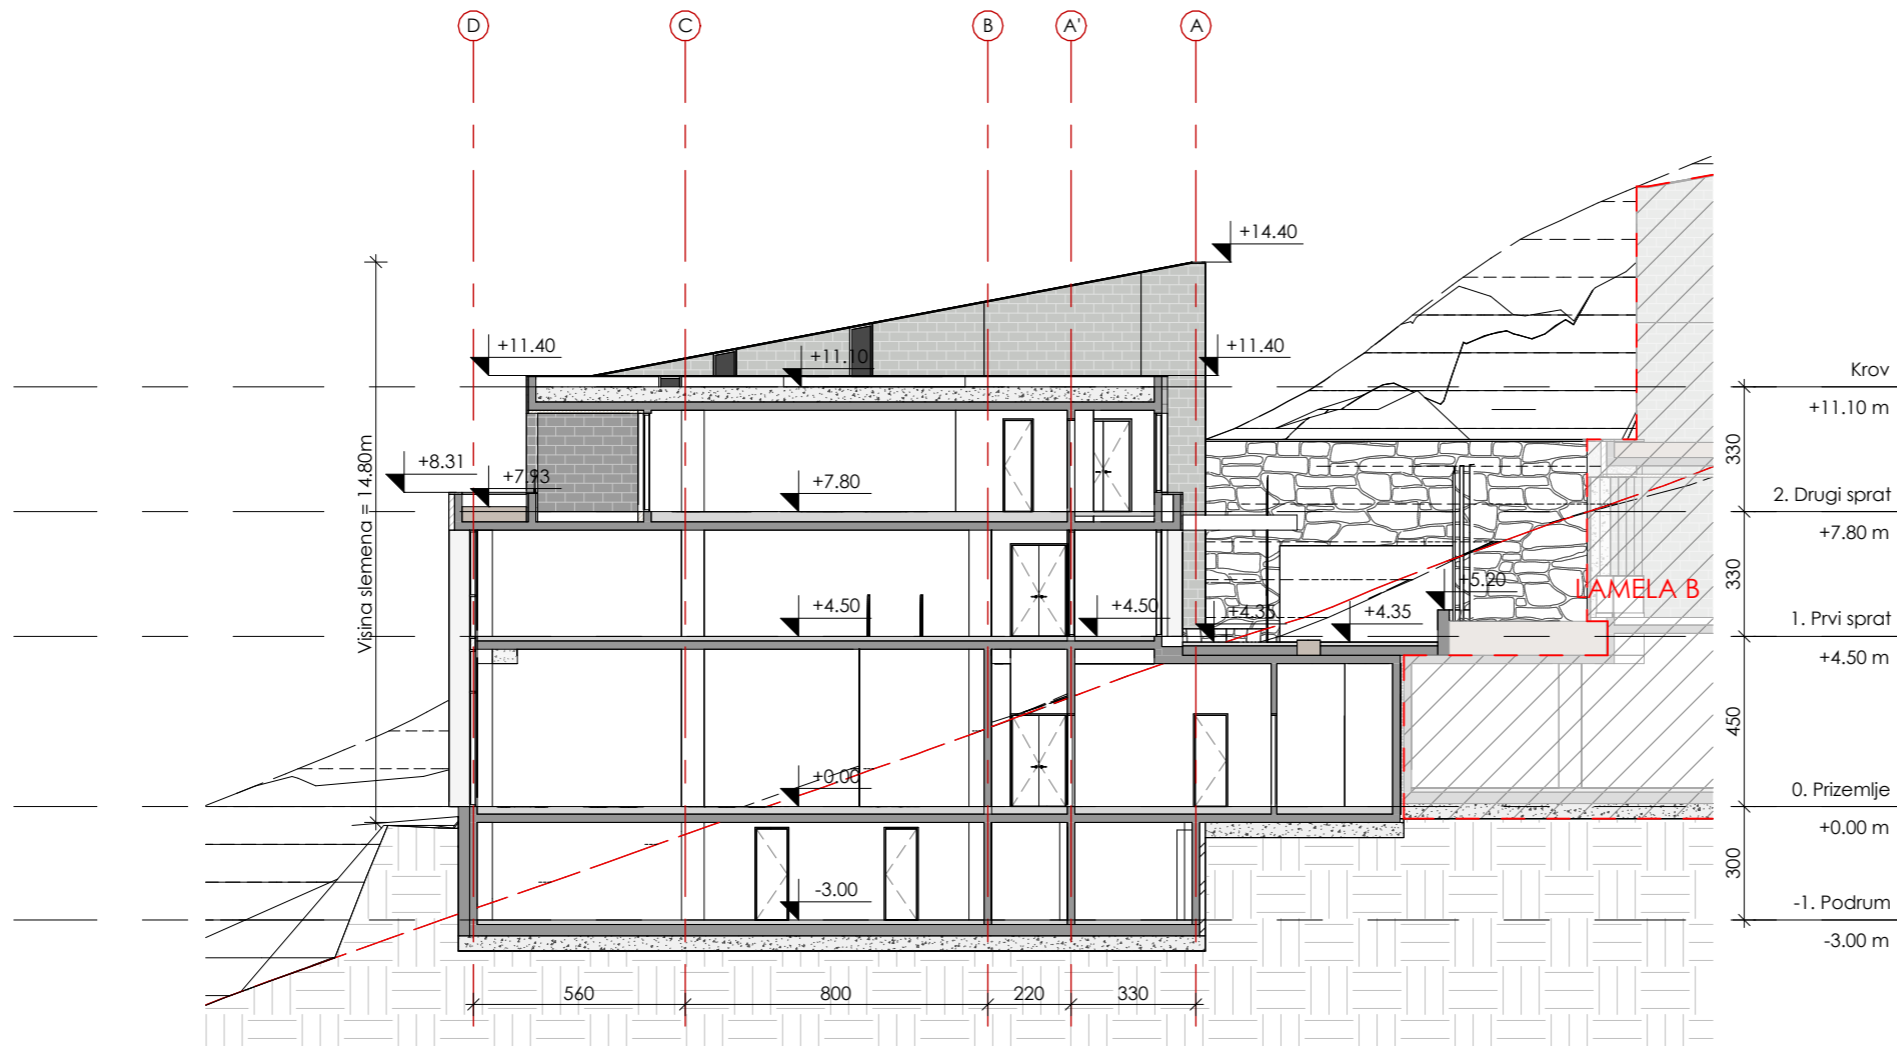 D
C
B
A'
A
+14.40
+11.40
+11.10
+11.40
Krov
+11.10 m
Visina slemena = 14.80m
330
+8.31
+7.93
+7.80
2. Drugi sprat
+7.80 m
330
LAMELA B
+5.20
+4.50
+4.50
+4.35
+4.35
1. Prvi sprat
+4.50 m
450
+0.00
0. Prizemlje
+0.00 m
300
-3.00
-1. Podrum
-3.00 m
560
800
220
330